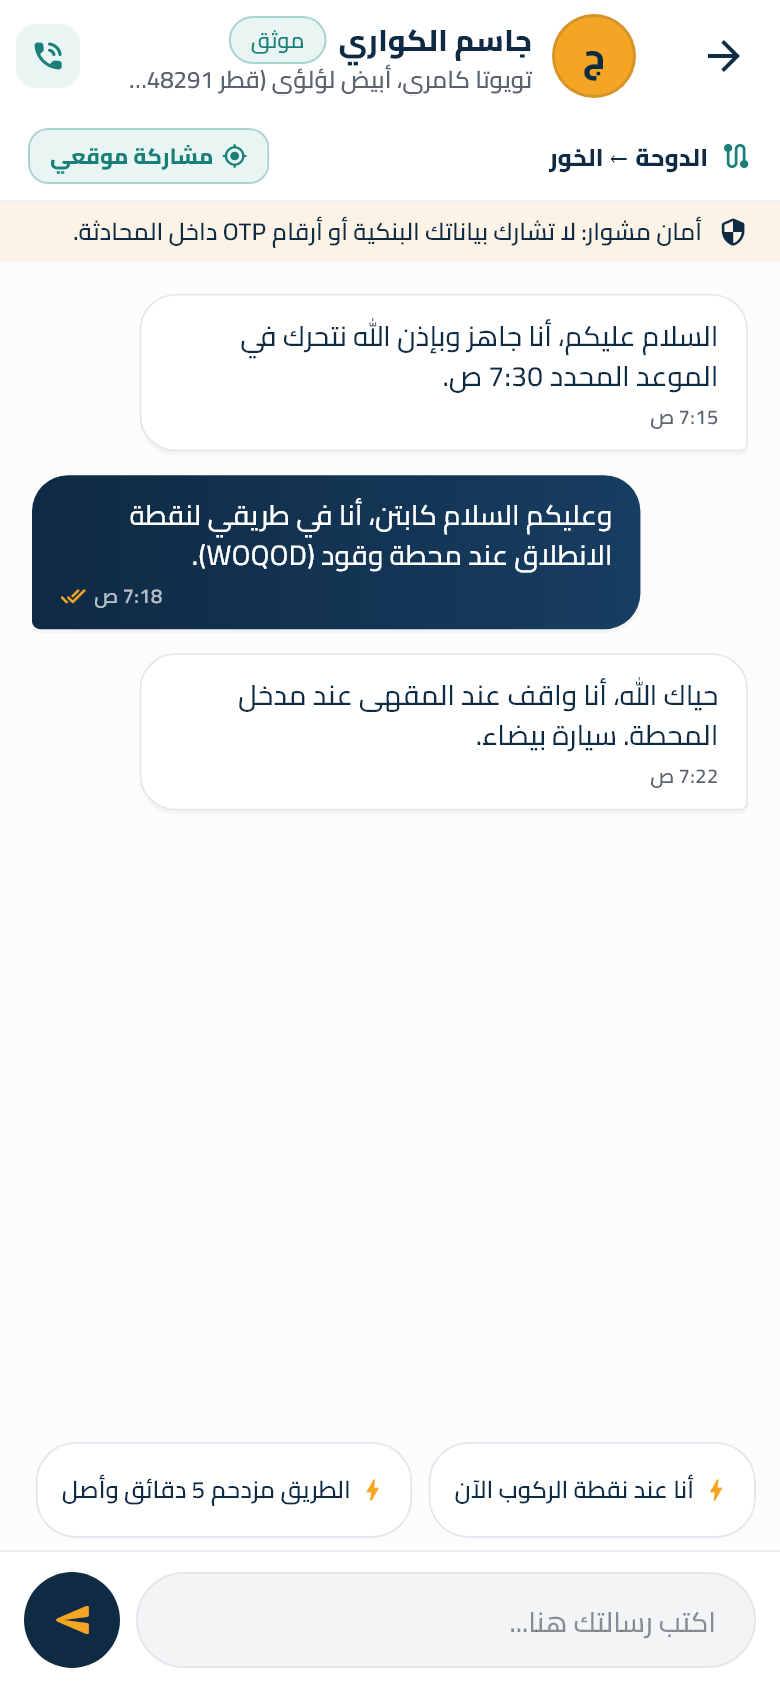 جاسم الكواري
موثق
تويوتا كامري، أبيض لؤلؤي (قطر 48291...
ج
الدوحة ← الخور
مشاركة موقعي
أمان مشوار: لا تشارك بياناتك البنكية أو أرقام OTP داخل المحادثة.
السلام عليكم، أنا جاهز وبإذن الله نتحرك في
الموعد المحدد 7:30 ص.
7:15 ص
وعليكم السلام كابتن، أنا في طريقي لنقطة
الانطلاق عند محطة وقود (WOQOD).
7:18 ص
حياك الله، أنا واقف عند المقهى عند مدخل
المحطة. سيارة بيضاء.
7:22 ص
أنا عند نقطة الركوب الآن
الطريق مزدحم 5 دقائق وأصل
اكتب رسالتك هنا...